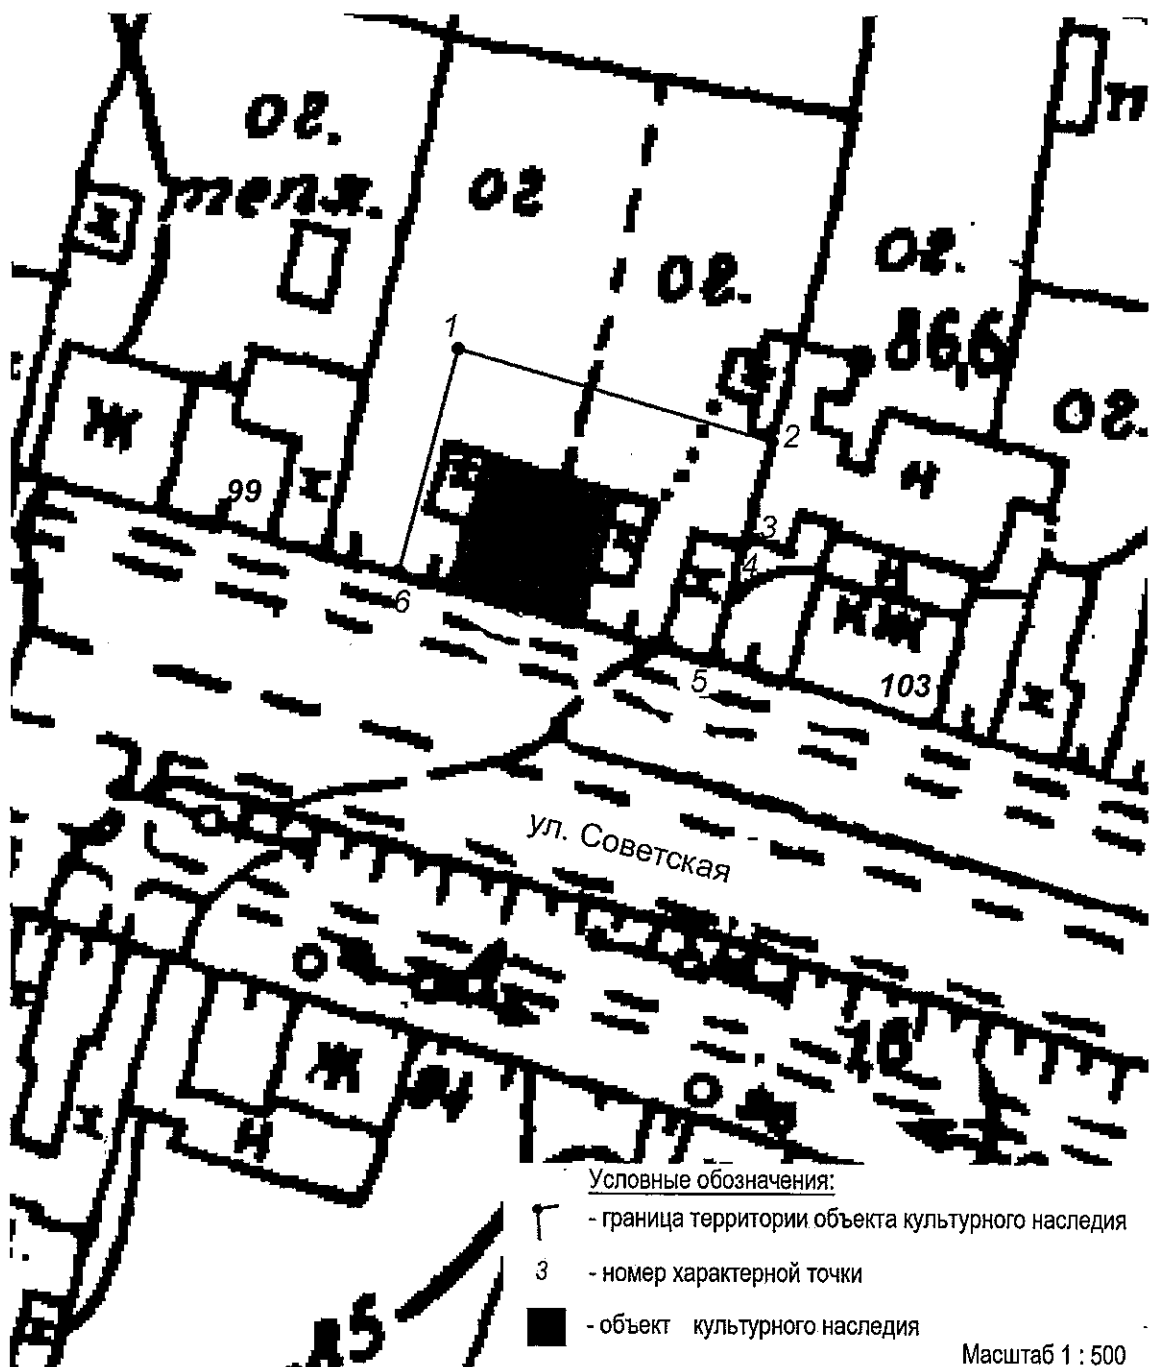 ог.
тепл.
ог
ог.
ог.
86,6
ог.
п
1
2
3
4
5
6
Ж
99
Н
Н
КЖ
103
ул. Советская
Ж
Н
18
Условные обозначения:
- граница территории объекта культурного наследия
3 - номер характерной точки
- объект культурного наследия
Масштаб 1 : 500